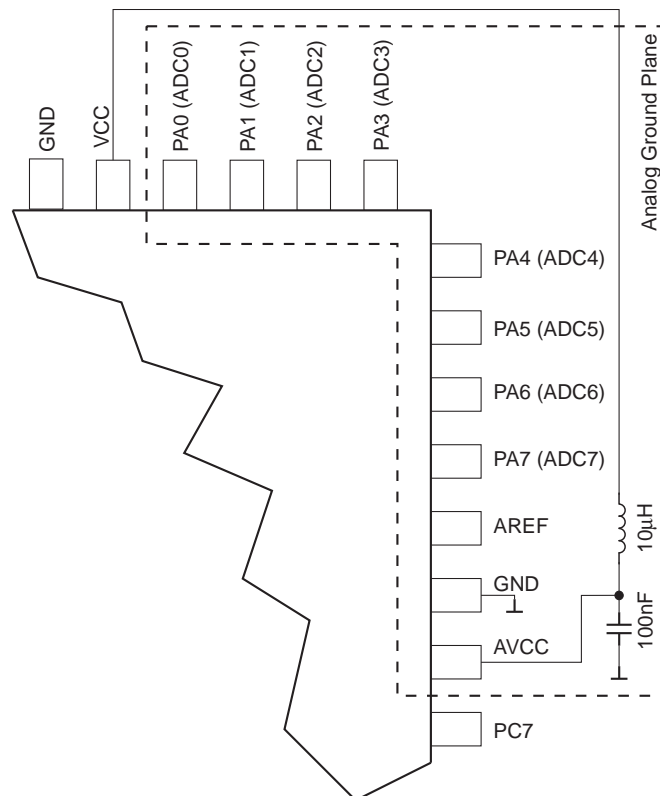 GND
VCC
PA0 (ADC0)
PA1 (ADC1)
PA2 (ADC2)
PA3 (ADC3)
Analog Ground Plane
PA4 (ADC4)
PA5 (ADC5)
PA6 (ADC6)
PA7 (ADC7)
AREF
GND
AVCC
PC7
10μH
100nF